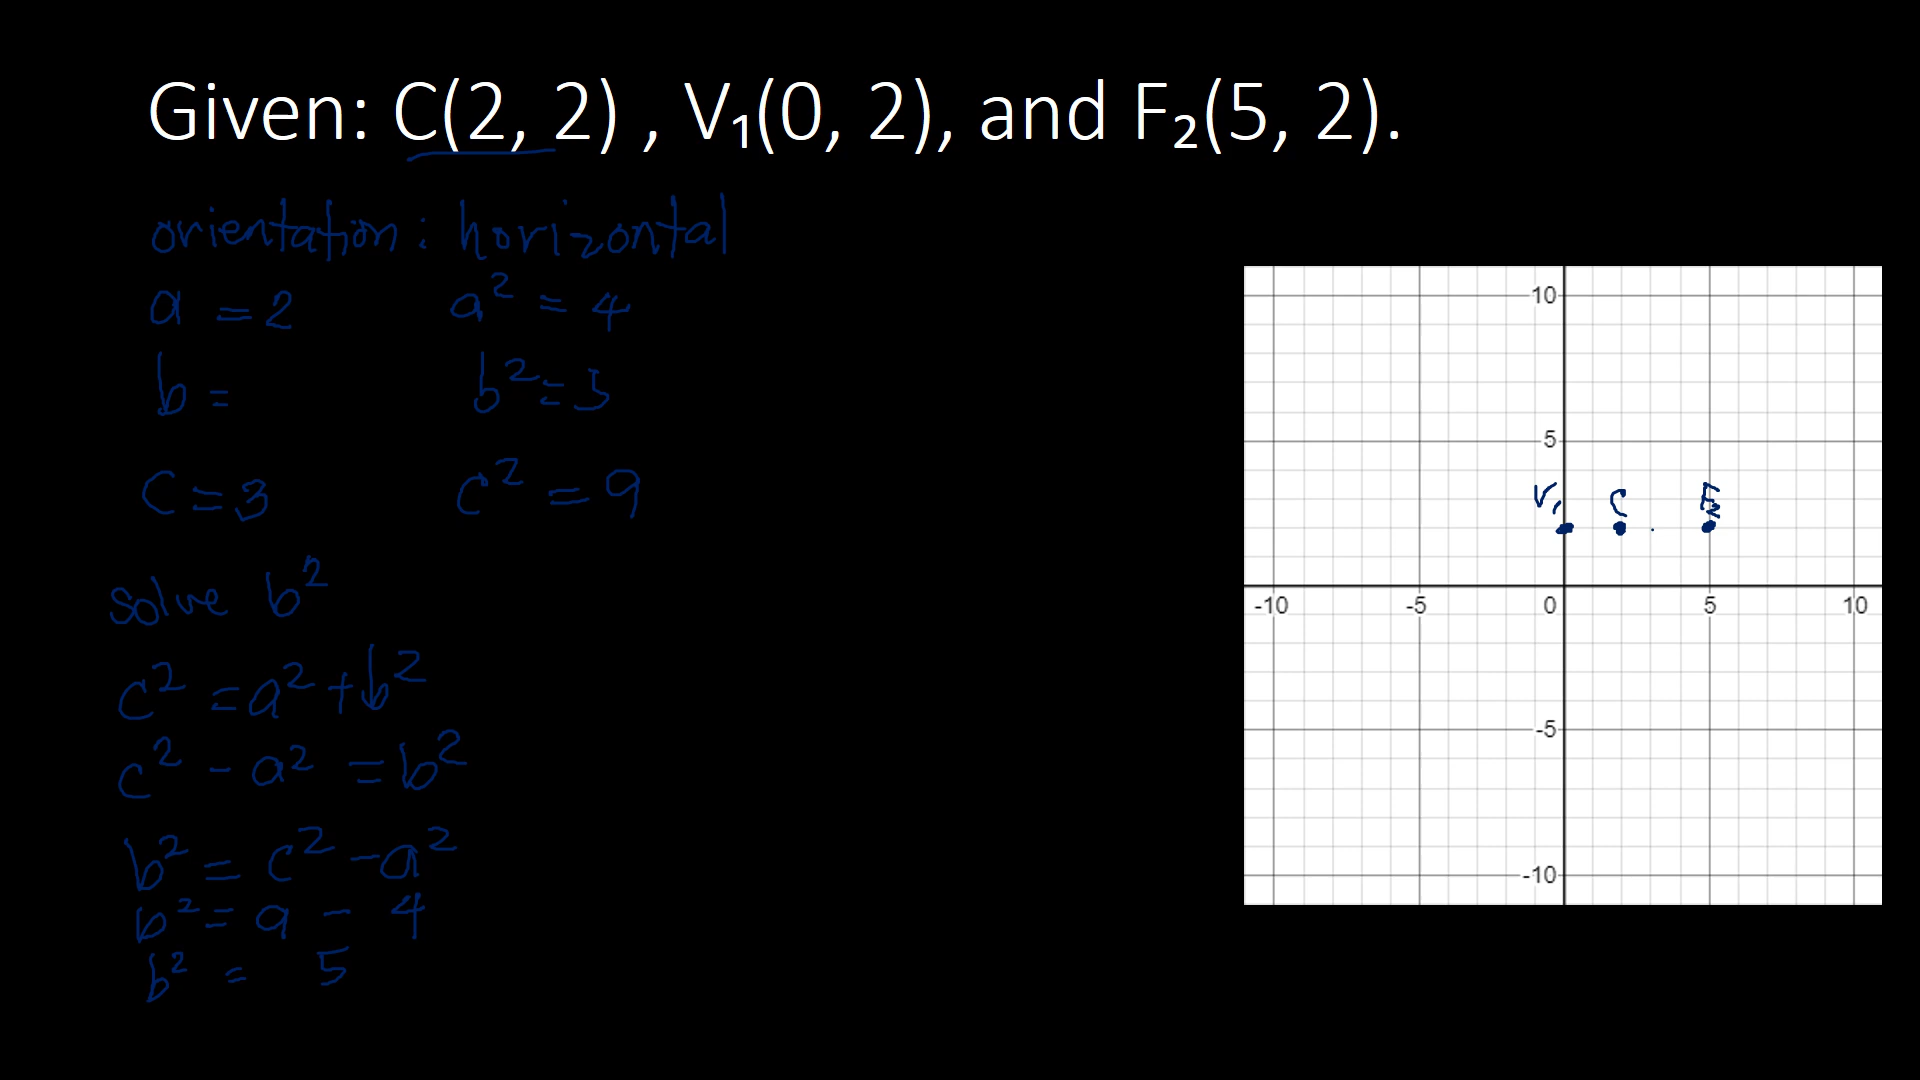 Given: C(2, 2) , V₁(0, 2), and F₂(5, 2).
orientation: horizontal
a = 2 a² = 4
b = b² = 5
c = 3 c² = 9
solve b²
c² = a² + b²
c² - a² = b²
b² = c² - a²
b² = 9 - 4
b² = 5
10
5
V₁ C F₂
-10 -5 0 5 10
-5
-10